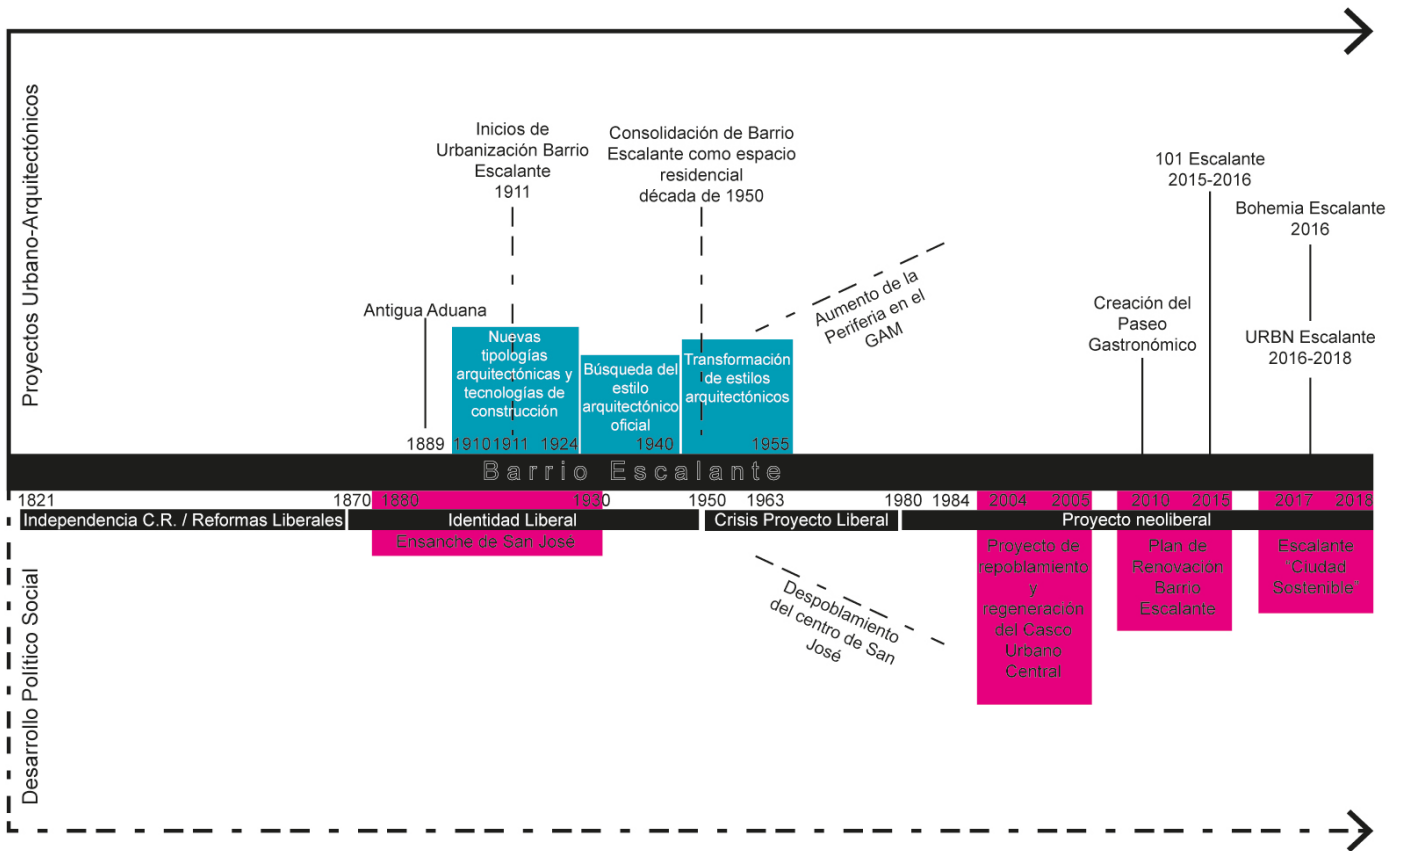 Proyectos Urbano-Arquitectónicos
Inicios de
Urbanización Barrio
Escalante
1911
Consolidación de Barrio
Escalante como espacio
residencial
década de 1950
101 Escalante
2015-2016
Bohemia Escalante
2016
Antigua Aduana
Aumento de la
Periferia en el
GAM
Creación del
Paseo
Gastronómico
URBN Escalante
2016-2018
Nuevas
tipologías
arquitectónicas y
tecnologías de
construcción
Búsqueda del
estilo
arquitectónico
oficial
Transformación
de estilos
arquitectónicos
1889 1910 1911 1924 1940 1955
Barrio Escalante
1821 1870 1880 1930 1950 1963 1980 1984 2004 2005 2010 2015 2017 2018
Independencia C.R. / Reformas Liberales Identidad Liberal Crisis Proyecto Liberal Proyecto neoliberal
Ensanche de San José
Desarrollo Político Social
Despoblamiento
del centro de San
José
Proyecto de
repoblamiento
y
regeneración
del Casco
Urbano
Central
Plan de
Renovación
Barrio
Escalante
Escalante
"Ciudad
Sostenible"